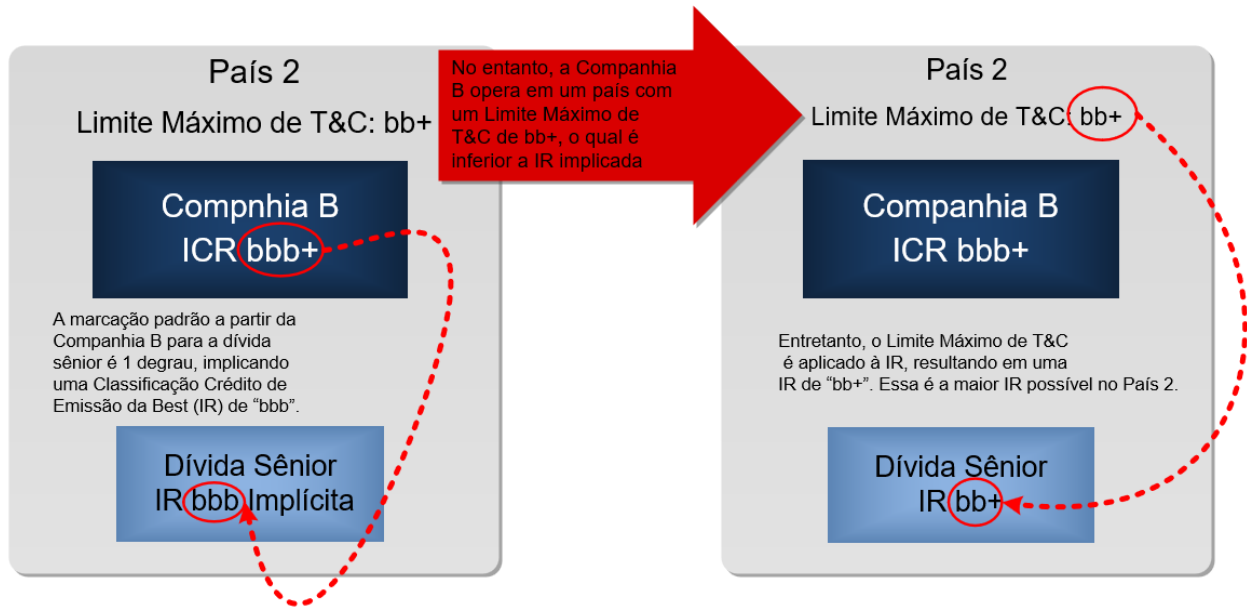 País 2
Limite Máximo de T&C: bb+
Compnhia B
ICR bbb+
A marcação padrão a partir da
Companhia B para a dívida
sênior é 1 degrau, implicando
uma Classificação Crédito de
Emissão da Best (IR) de “bbb”.
Dívida Sênior
IR bbb Implícita
No entanto, a Companhia
B opera em um país com
um Limite Máximo de
T&C de bb+, o qual é
inferior a IR implicada
País 2
Limite Máximo de T&C: bb+
Companhia B
ICR bbb+
Entretanto, o Limite Máximo de T&C
é aplicado à IR, resultando em uma
IR de “bb+”. Essa é a maior IR possível no País 2.
Dívida Sênior
IR bb+